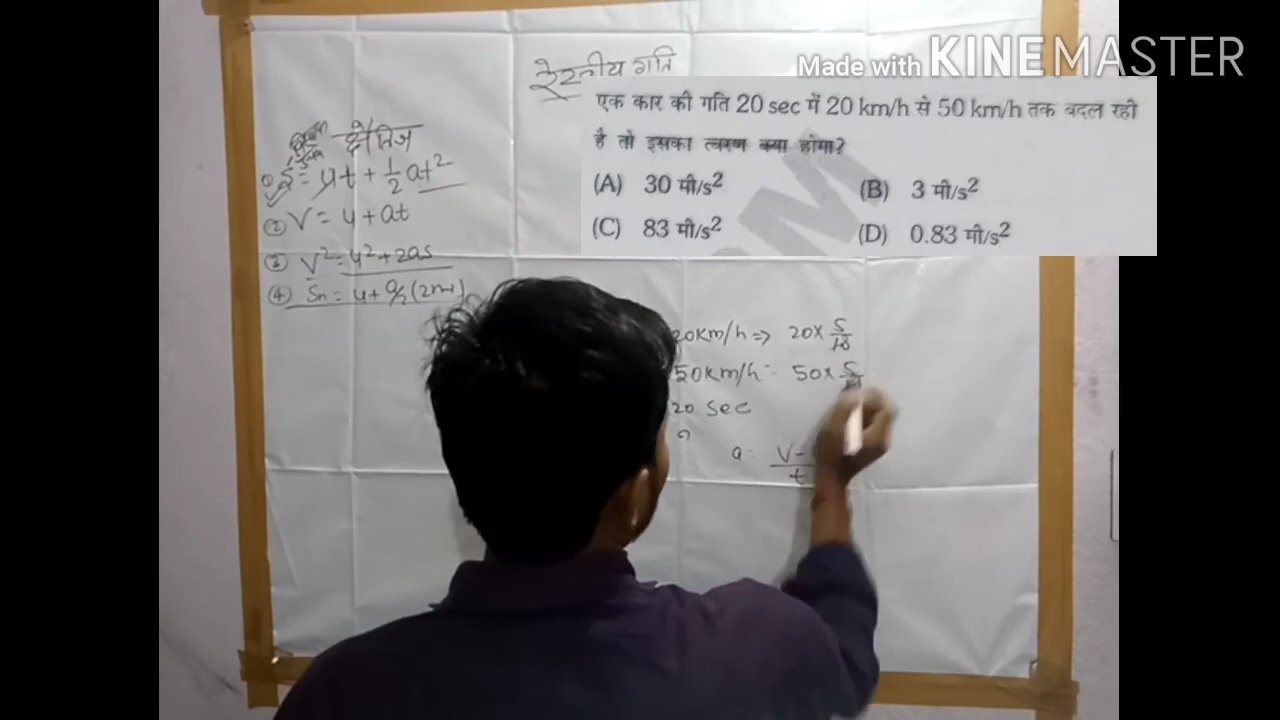 रेखीय गति
Made with KINEMASTER
एक कार की गति 20 sec में 20 km/h से 50 km/h तक बदल रही
है तो इसका त्वरण क्या होगा?
(A) 30 मी/s²
(B) 3 मी/s²
(C) 83 मी/s²
(D) 0.83 मी/s²
क्षैतिज
① S = ut + 1/2 at²
② V = u + at
③ V² = u² + 2as
④ Sn = u + a/2 (2n-1)
20km/h ⇒ 20 × 5/18
50km/h = 50 × 5/18
20 sec
?
a = V- / t